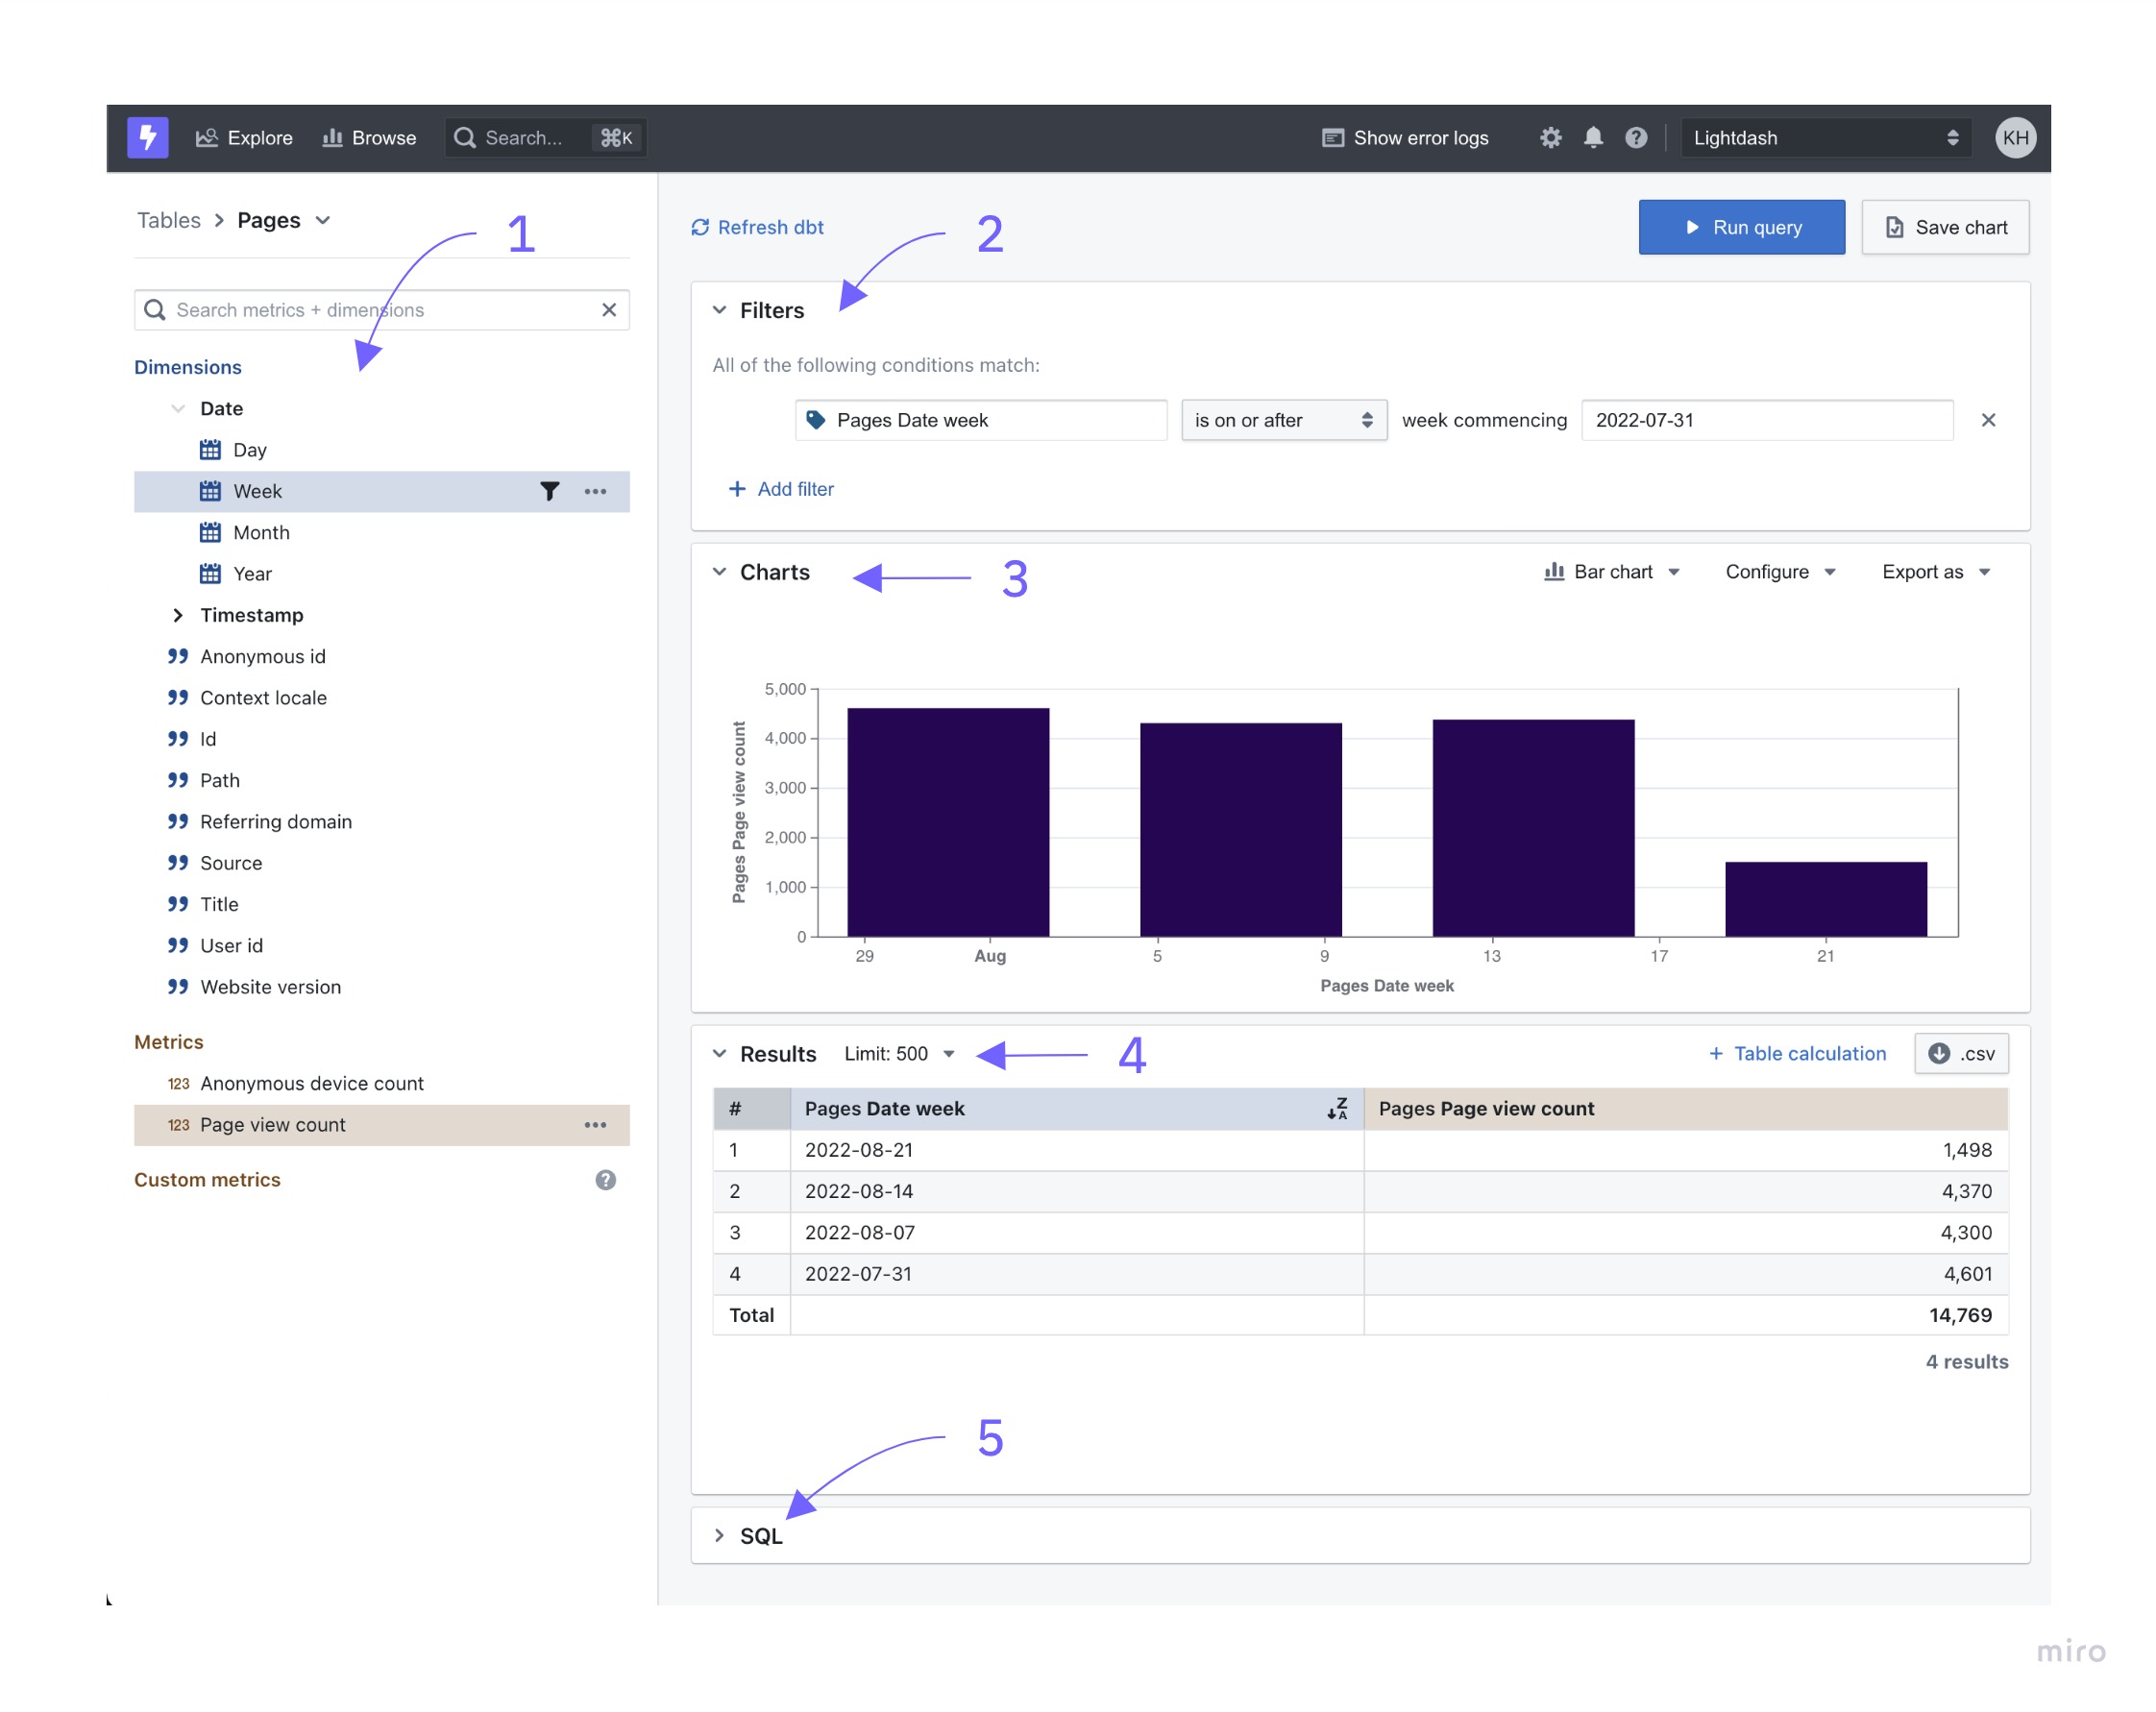 Explore Browse Search... ⌘K Show error logs Lightdash KH
Tables > Pages
1
Search metrics + dimensions
Dimensions
Date
Day
Week
Month
Year
Timestamp
Anonymous id
Context locale
Id
Path
Referring domain
Source
Title
User id
Website version
Metrics
123 Anonymous device count
123 Page view count
Custom metrics
Refresh dbt
2
Run query
Save chart
Filters
All of the following conditions match:
Pages Date week is on or after week commencing 2022-07-31
+ Add filter
Charts
3
Bar chart Configure Export as
5,000
4,000
3,000
2,000
1,000
0
Pages Page view count
29 Aug 5 9 13 17 21
Pages Date week
Results Limit: 500
4
+ Table calculation .csv
# Pages Date week Pages Page view count
1 2022-08-21 1,498
2 2022-08-14 4,370
3 2022-08-07 4,300
4 2022-07-31 4,601
Total 14,769
4 results
5
SQL
miro